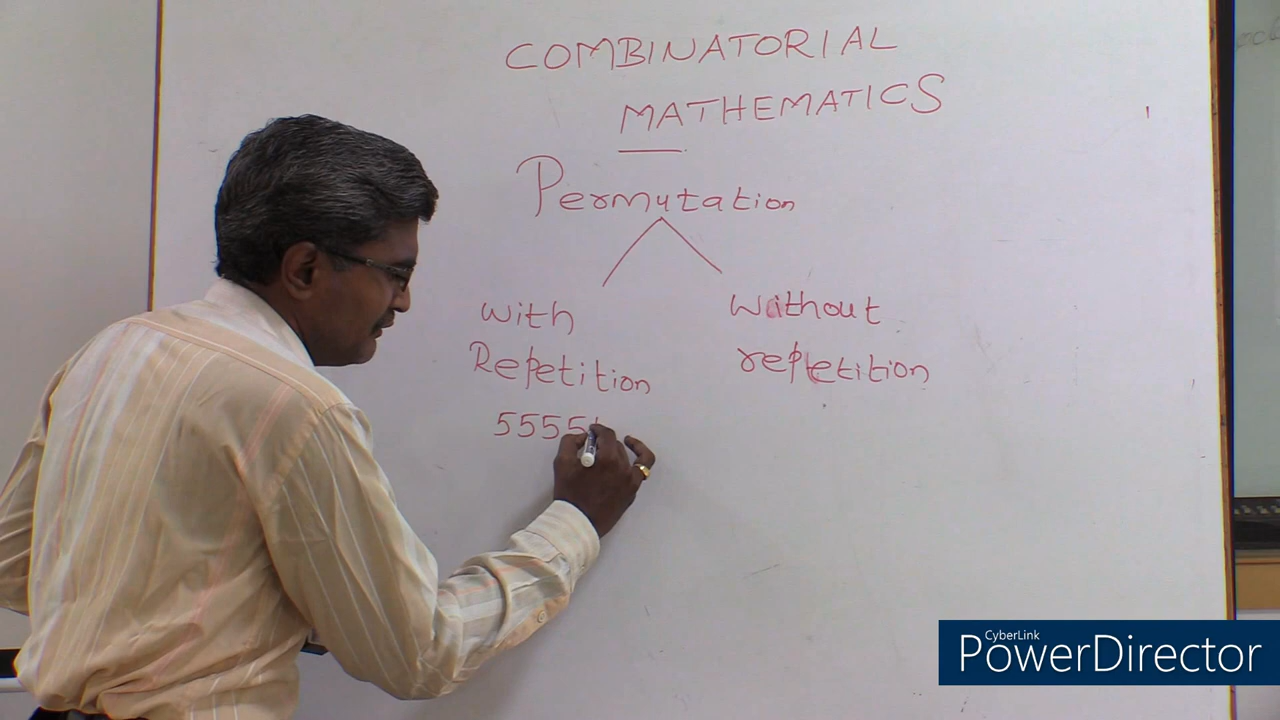 COMBINATORIAL
MATHEMATICS
Permutation
With
Repetition
Without
repetition
5555
CyberLink
PowerDirector